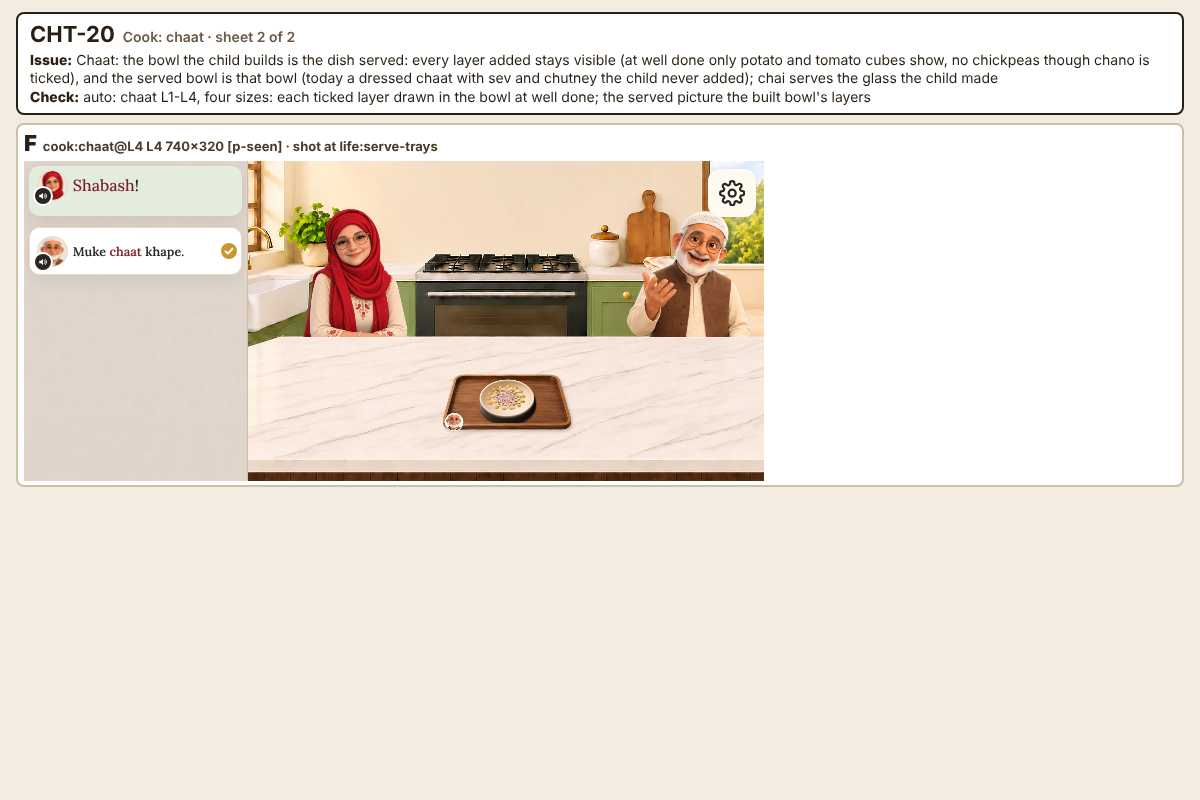 CHT-20 Cook: chaat · sheet 2 of 2
Issue: Chaat: the bowl the child builds is the dish served: every layer added stays visible (at well done only potato and tomato cubes show, no chickpeas though chano is
ticked), and the served bowl is that bowl (today a dressed chaat with sev and chutney the child never added); chai serves the glass the child made
Check: auto: chaat L1-L4, four sizes: each ticked layer drawn in the bowl at well done; the served picture the built bowl's layers
F cook:chaat@L4 L4 740×320 [p-seen] · shot at life:serve-trays
Shabash!
Muke chaat khape.